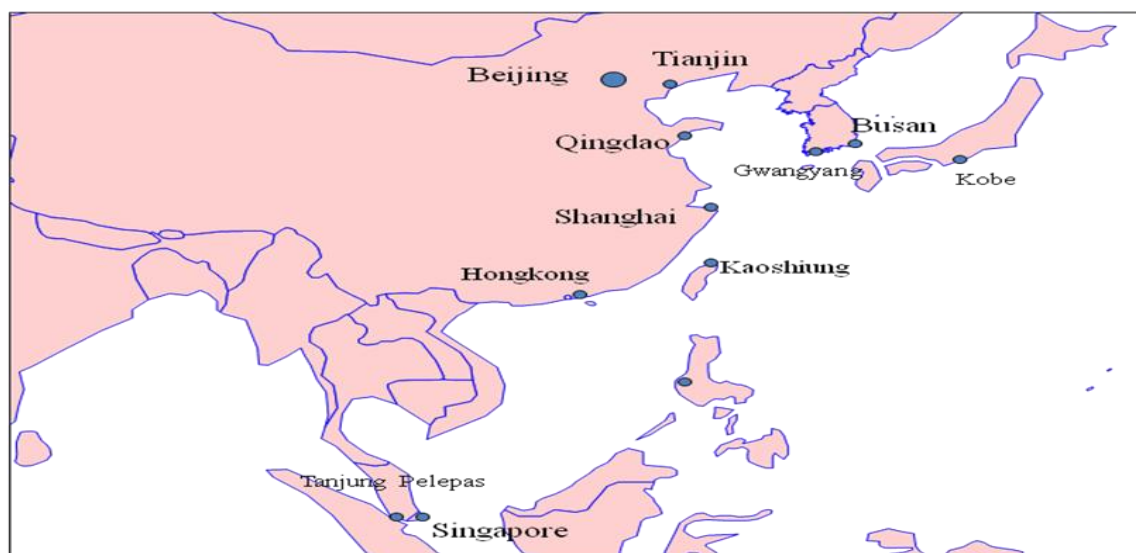 Tianjin
Beijing
Busan
Qingdao
Gwangyang
Kobe
Shanghai
Kaoshiung
Hongkong
Tanjung Pelepas
Singapore